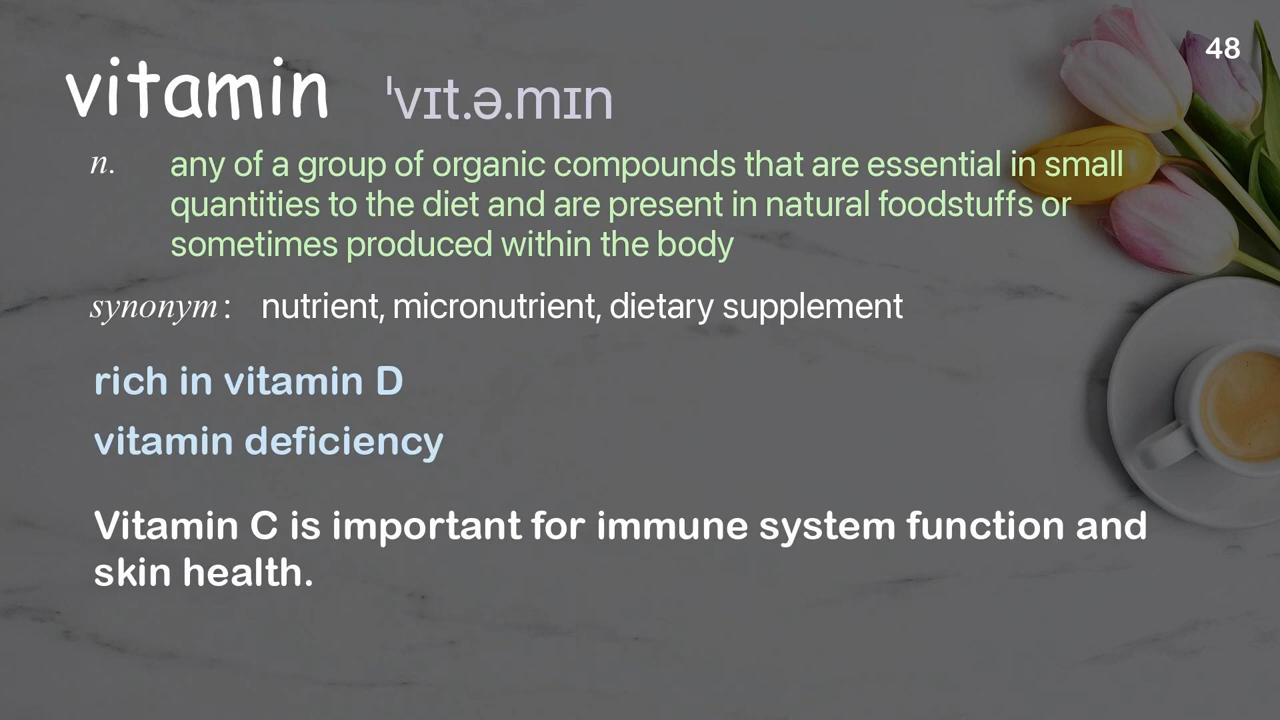 48
vitamin ˈvɪt.ə.mɪn
n. any of a group of organic compounds that are essential in small
quantities to the diet and are present in natural foodstuffs or
sometimes produced within the body
synonym: nutrient, micronutrient, dietary supplement
rich in vitamin D
vitamin deficiency
Vitamin C is important for immune system function and
skin health.